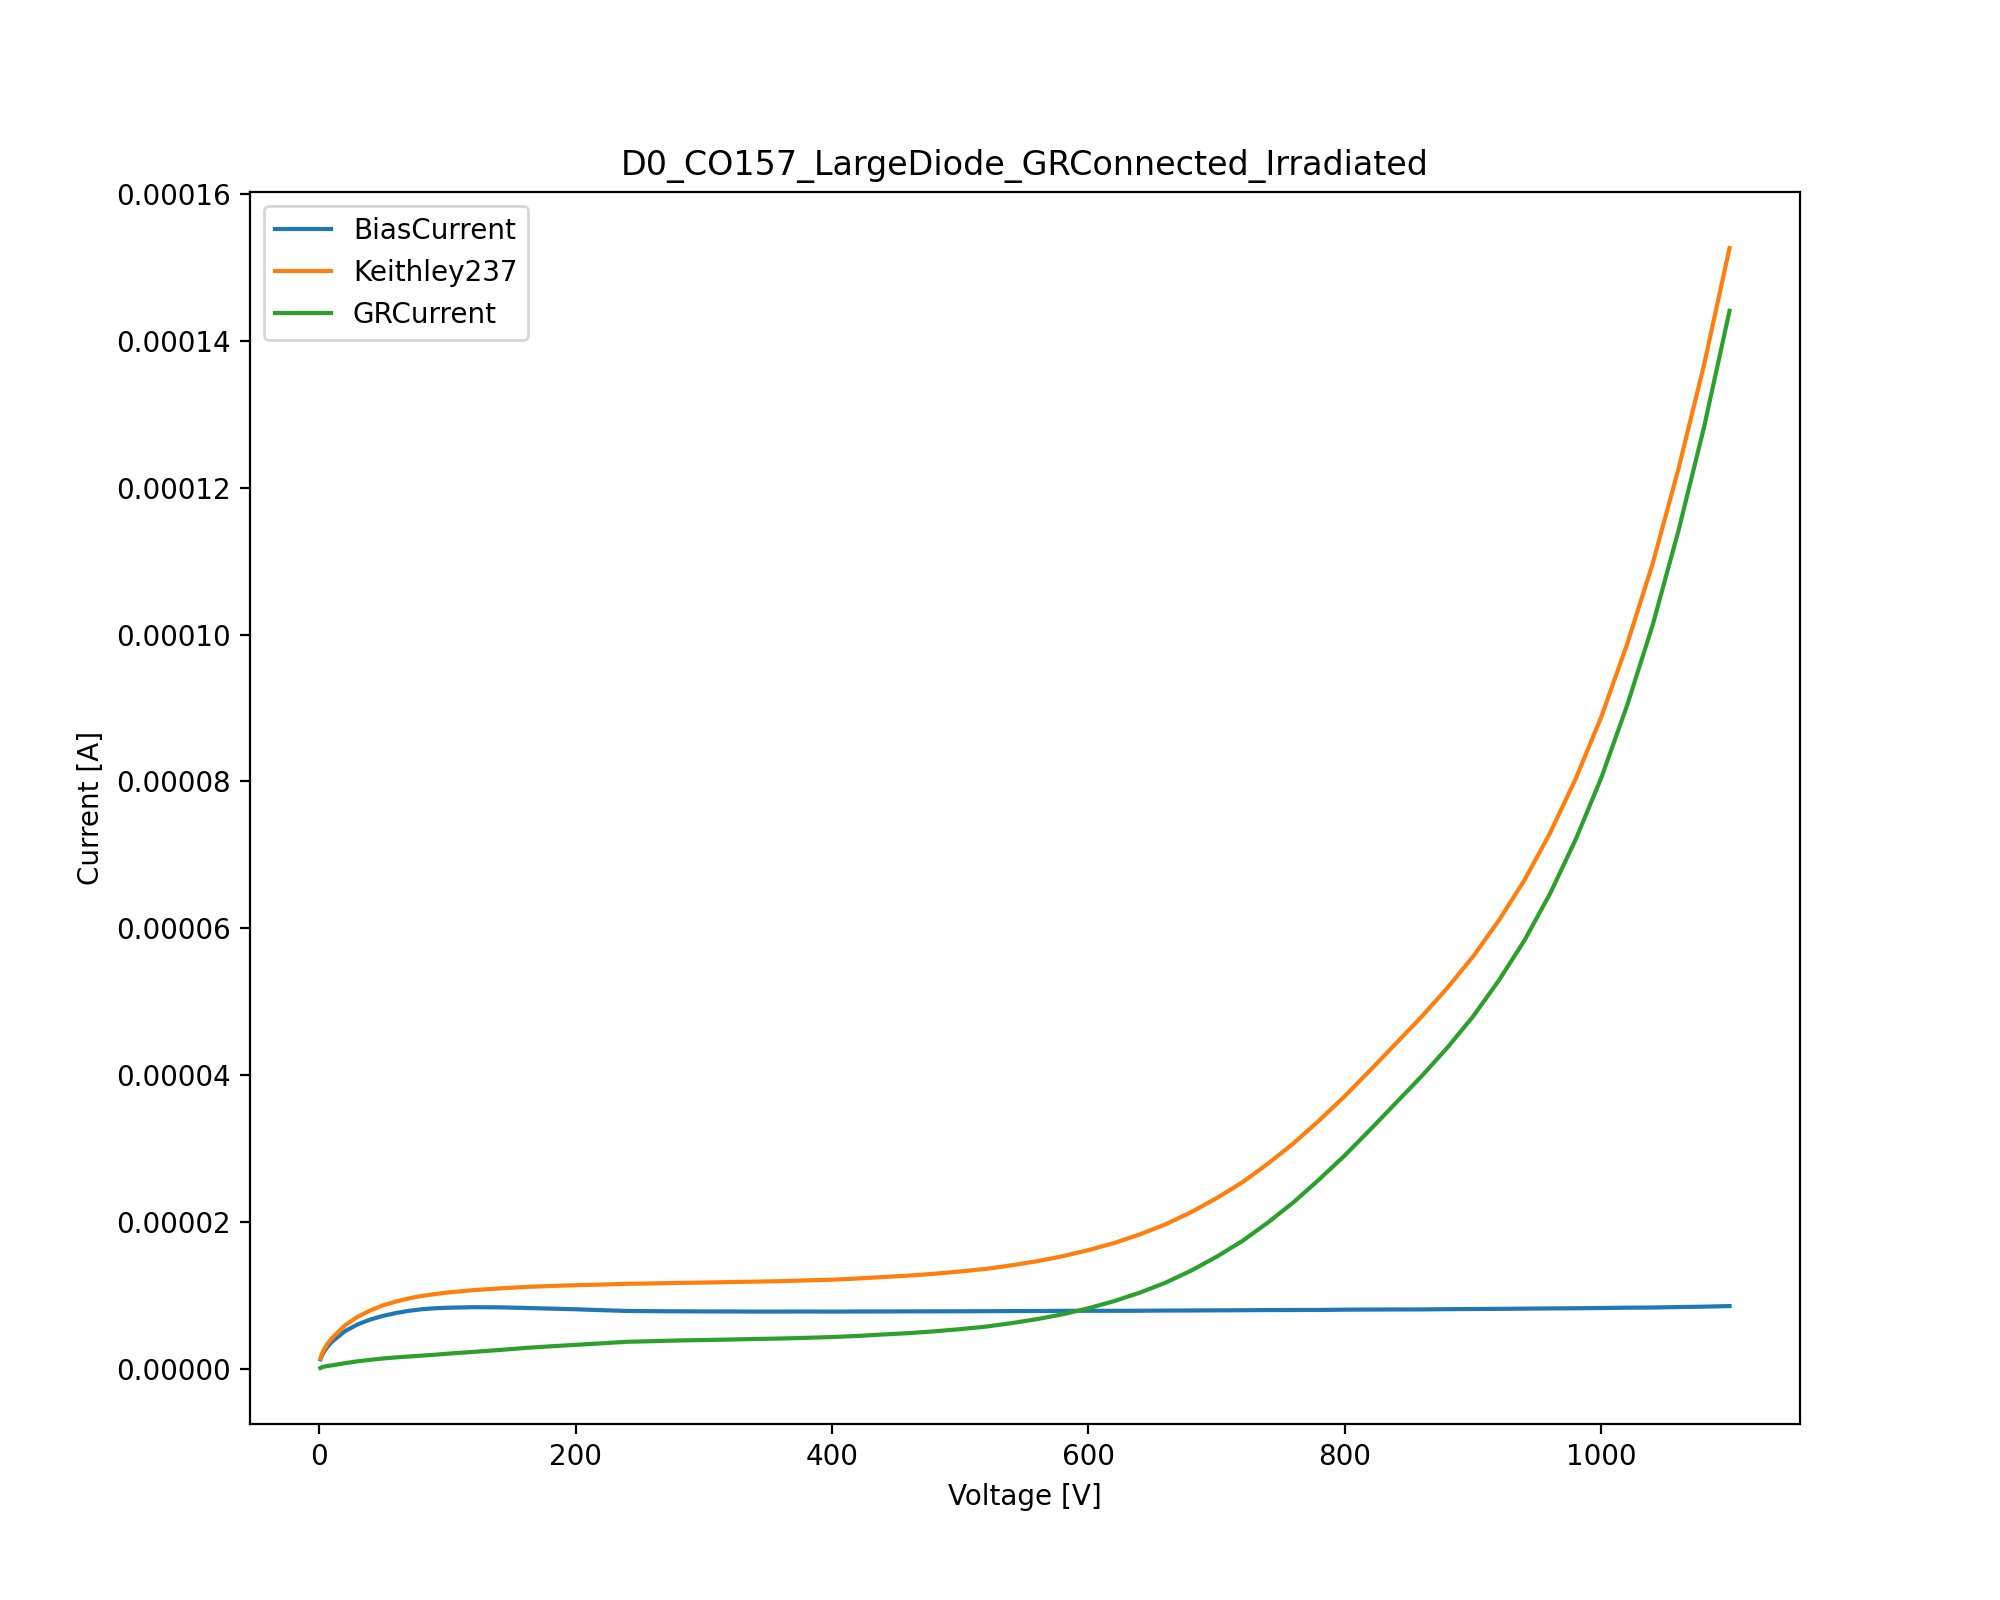 D0_CO157_LargeDiode_GRConnected_Irradiated
BiasCurrent
Keithley237
GRCurrent
0.00016
0.00014
0.00012
0.00010
0.00008
0.00006
0.00004
0.00002
0.00000
Current [A]
0 200 400 600 800 1000
Voltage [V]